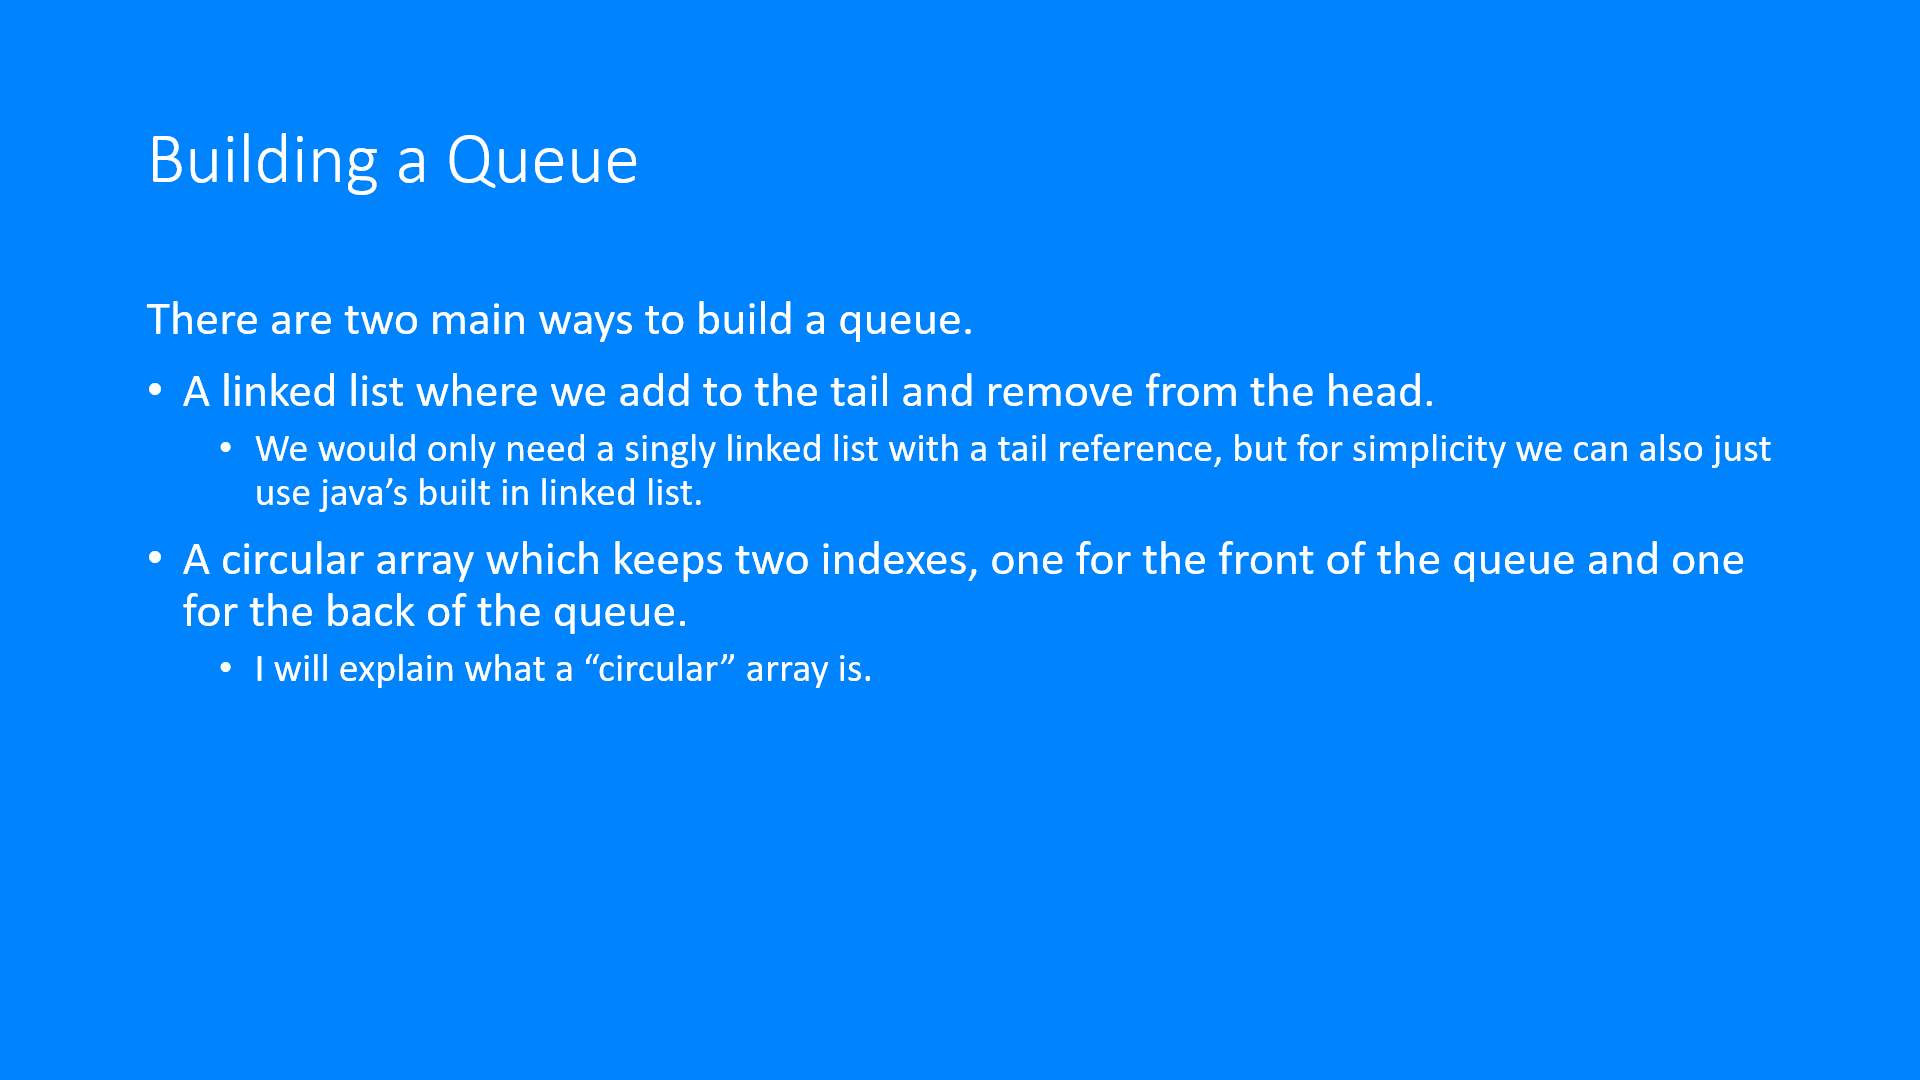 Building a Queue
There are two main ways to build a queue.
• A linked list where we add to the tail and remove from the head.
• We would only need a singly linked list with a tail reference, but for simplicity we can also just
use java’s built in linked list.
• A circular array which keeps two indexes, one for the front of the queue and one
for the back of the queue.
• I will explain what a “circular” array is.